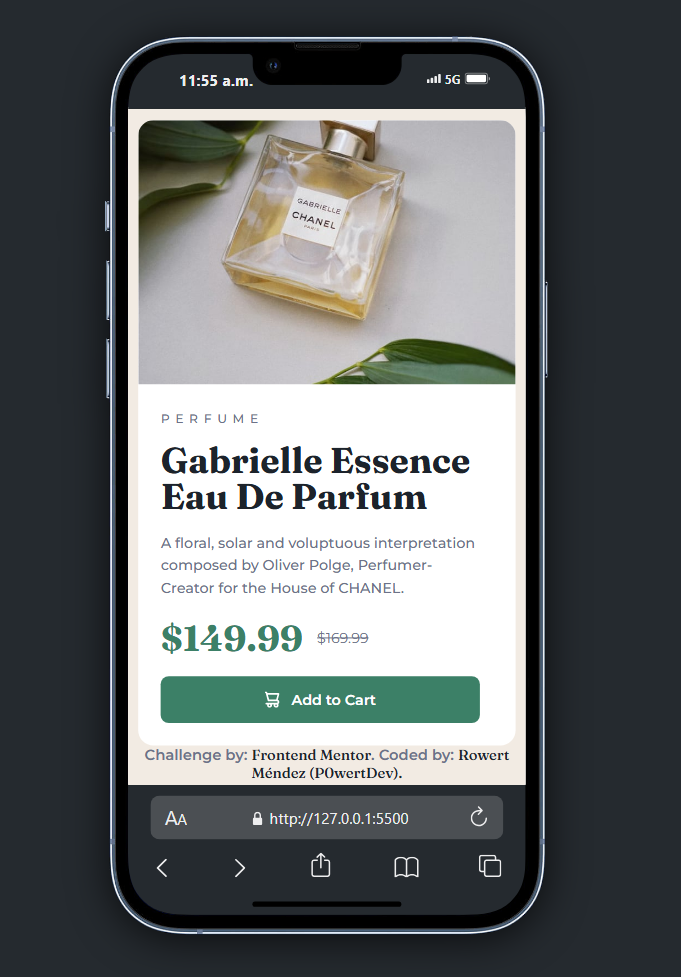 11:55 a.m.
5G
GABRIELLE
CHANEL
PARIS
PERFUME
Gabrielle Essence
Eau De Parfum
A floral, solar and voluptuous interpretation
composed by Oliver Polge, Perfumer-
Creator for the House of CHANEL.
$149.99 $169.99
Add to Cart
Challenge by: Frontend Mentor. Coded by: Rowert
Méndez (P0wertDev).
AA http://127.0.0.1:5500